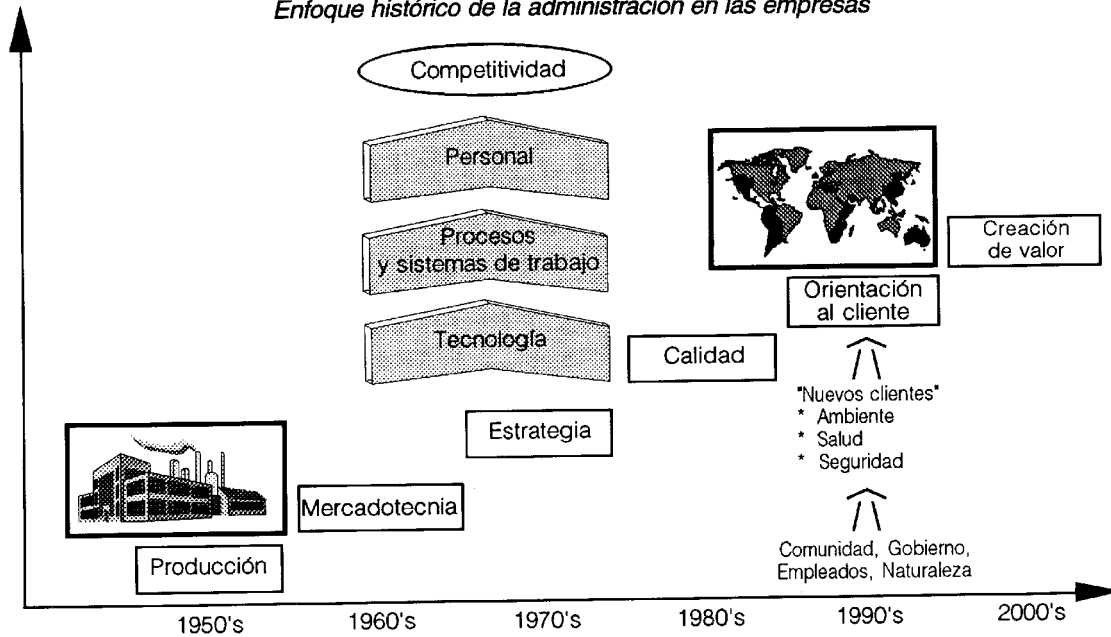 Enfoque histórico de la administración en las empresas
Competitividad
Personal
Procesos
y sistemas de trabajo
Tecnología
Creación
de valor
Orientación
al cliente
Calidad
"Nuevos clientes"
* Ambiente
* Salud
* Seguridad
Estrategia
Mercadotecnia
Producción
Comunidad, Gobierno,
Empleados, Naturaleza
1950's
1960's
1970's
1980's
1990's
2000's